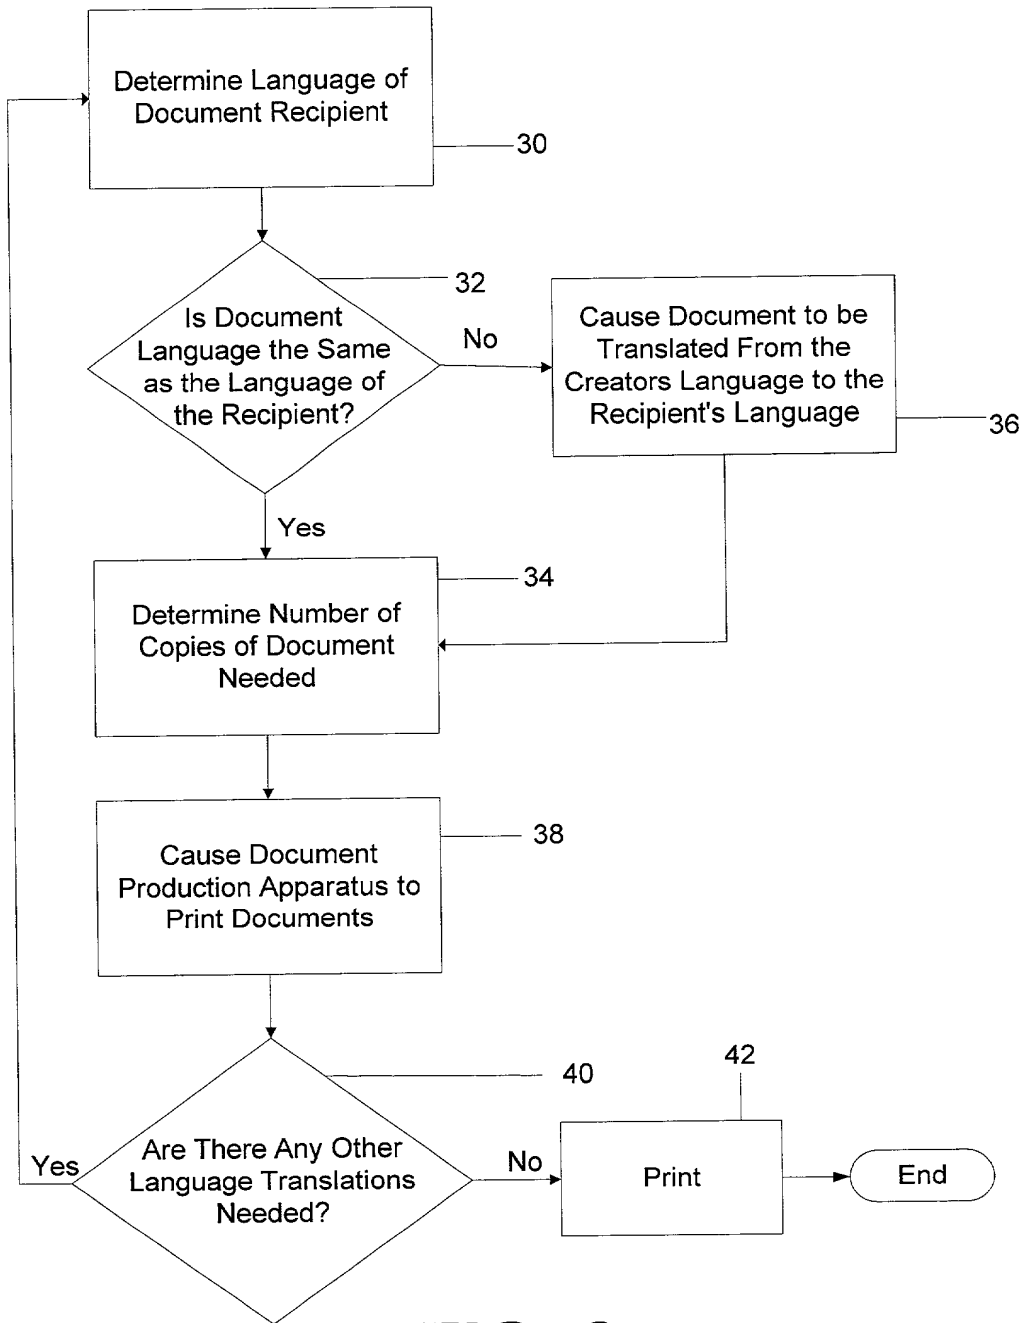 Determine Language of
Document Recipient
30
32
Is Document
Language the Same
as the Language of
the Recipient?
No
Cause Document to be
Translated From the
Creators Language to the
Recipient's Language
36
Yes
34
Determine Number of
Copies of Document
Needed
38
Cause Document
Production Apparatus to
Print Documents
40
42
Are There Any Other
Language Translations
Needed?
Yes
No
Print
End